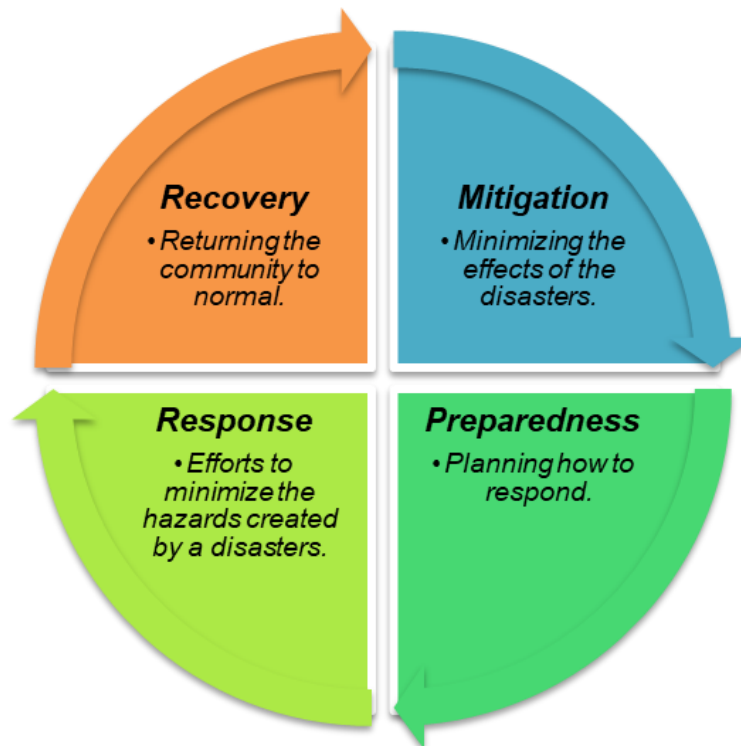 Recovery
• Returning the
community to
normal.
Mitigation
• Minimizing the
effects of the
disasters.
Response
• Efforts to
minimize the
hazards created
by a disasters.
Preparedness
• Planning how to
respond.